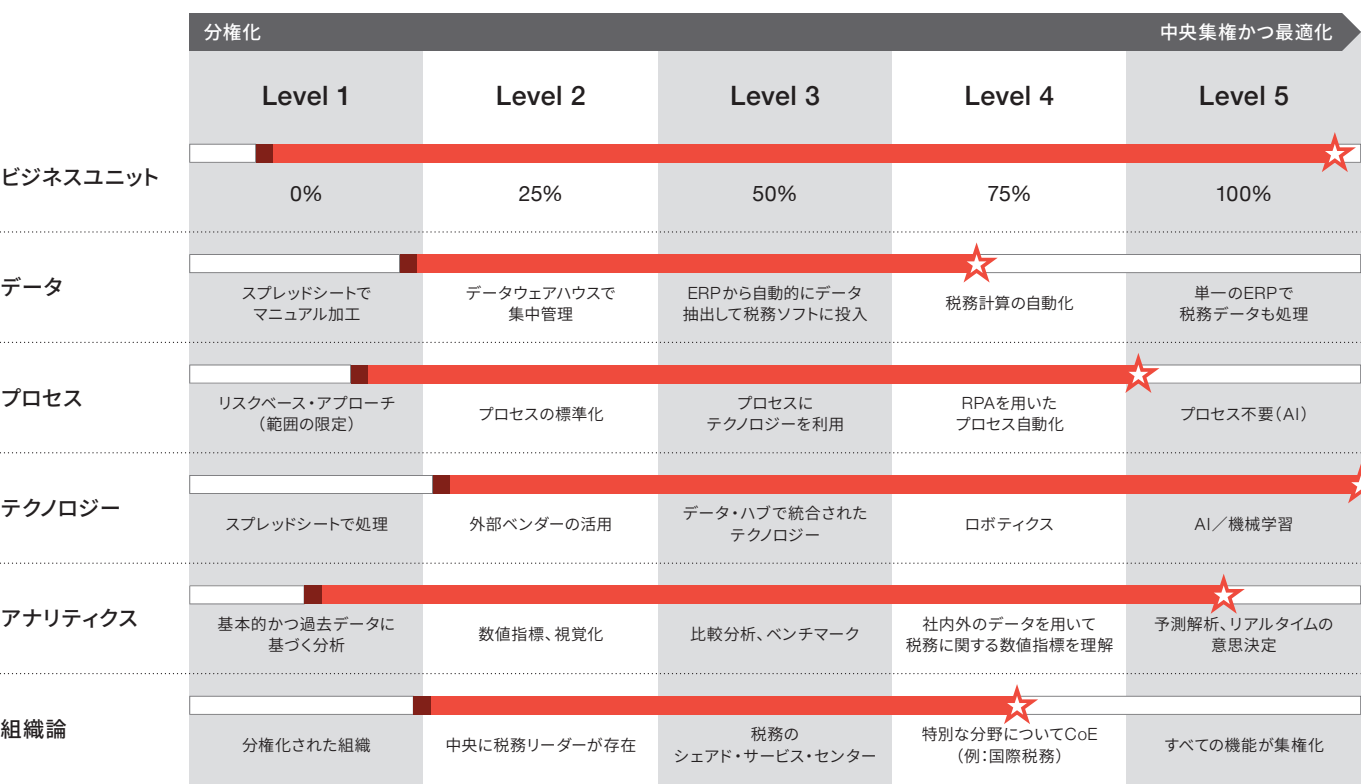 分権化
中央集権かつ最適化
Level 1
Level 2
Level 3
Level 4
Level 5
ビジネスユニット
0%
25%
50%
75%
100%
データ
スプレッドシートで
マニュアル加工
データウェアハウスで
集中管理
ERPから自動的にデータ
抽出して税務ソフトに投入
税務計算の自動化
単一のERPで
税務データも処理
プロセス
リスクベース・アプローチ
（範囲の限定）
プロセスの標準化
プロセスに
テクノロジーを利用
RPAを用いた
プロセス自動化
プロセス不要（AI）
テクノロジー
スプレッドシートで処理
外部ベンダーの活用
データ・ハブで統合された
テクノロジー
ロボティクス
AI／機械学習
アナリティクス
基本的かつ過去データに
基づく分析
数値指標、視覚化
比較分析、ベンチマーク
社内外のデータを用いて
税務に関する数値指標を理解
予測解析、リアルタイムの
意思決定
組織論
分権化された組織
中央に税務リーダーが存在
税務の
シェアド・サービス・センター
特別な分野についてCoE
（例：国際税務）
すべての機能が集権化